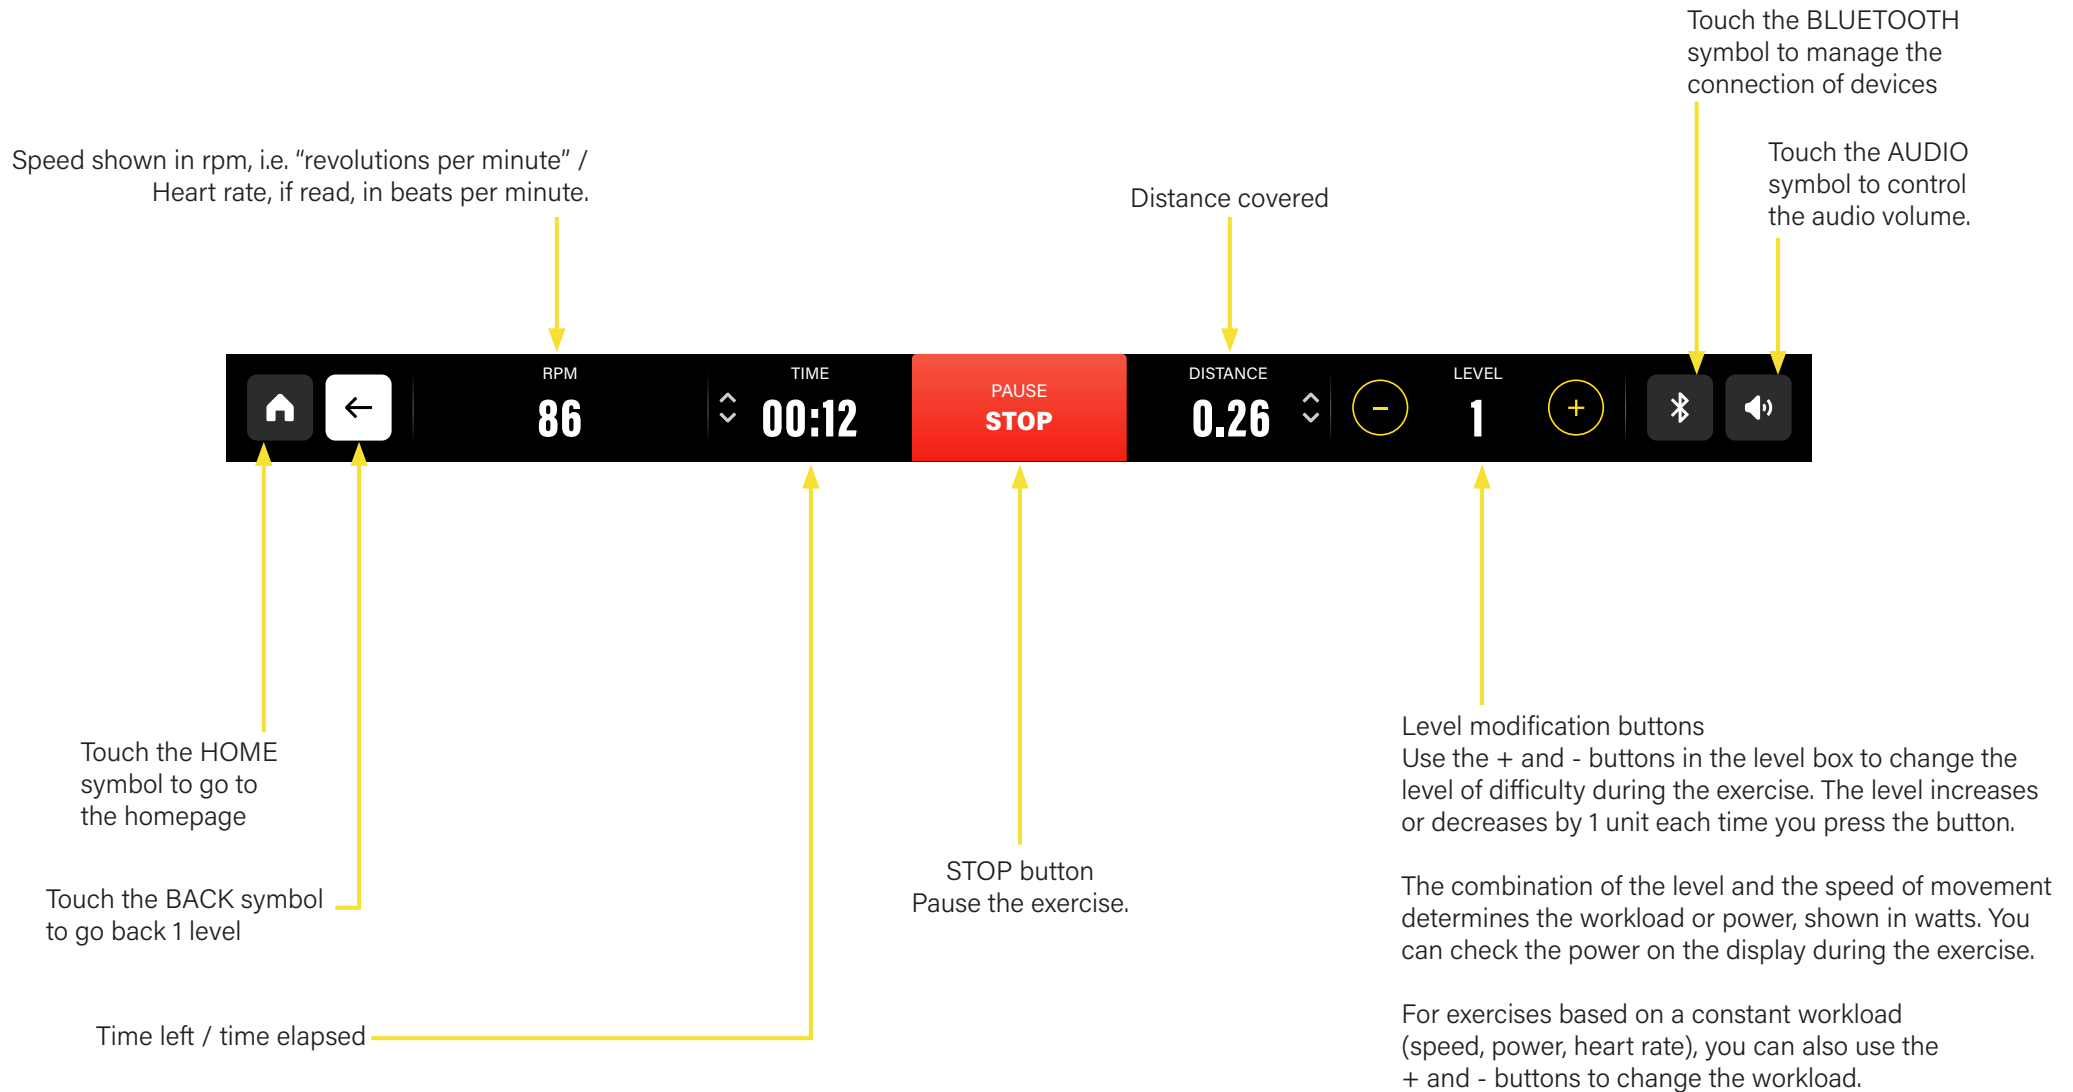 Touch the BLUETOOTH
symbol to manage the
connection of devices
Touch the AUDIO
symbol to control
the audio volume.
Speed shown in rpm, i.e. “revolutions per minute” /
Heart rate, if read, in beats per minute.
Distance covered
RPM
86
TIME
00:12
PAUSE
STOP
DISTANCE
0.26
LEVEL
-
1
+
Touch the HOME
symbol to go to
the homepage
Touch the BACK symbol
to go back 1 level
Time left / time elapsed
STOP button
Pause the exercise.
Level modification buttons
Use the + and - buttons in the level box to change the
level of difficulty during the exercise. The level increases
or decreases by 1 unit each time you press the button.
The combination of the level and the speed of movement
determines the workload or power, shown in watts. You
can check the power on the display during the exercise.
For exercises based on a constant workload
(speed, power, heart rate), you can also use the
+ and - buttons to change the workload.